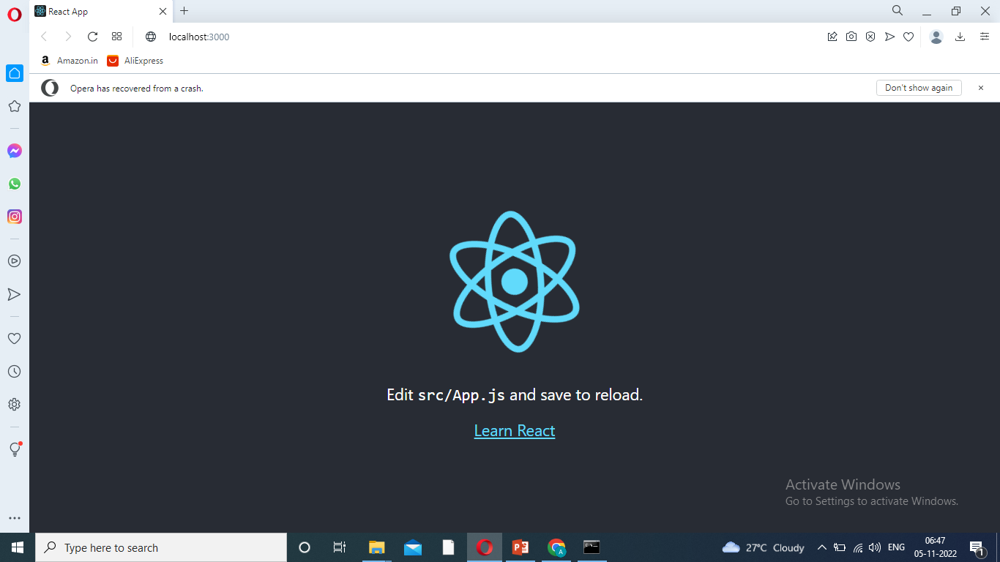 React App
localhost:3000
Amazon.in
AliExpress
Opera has recovered from a crash.
Don't show again
Edit src/App.js and save to reload.
Learn React
Activate Windows
Go to Settings to activate Windows.
Type here to search
27°C Cloudy
ENG
06:47
05-11-2022
1